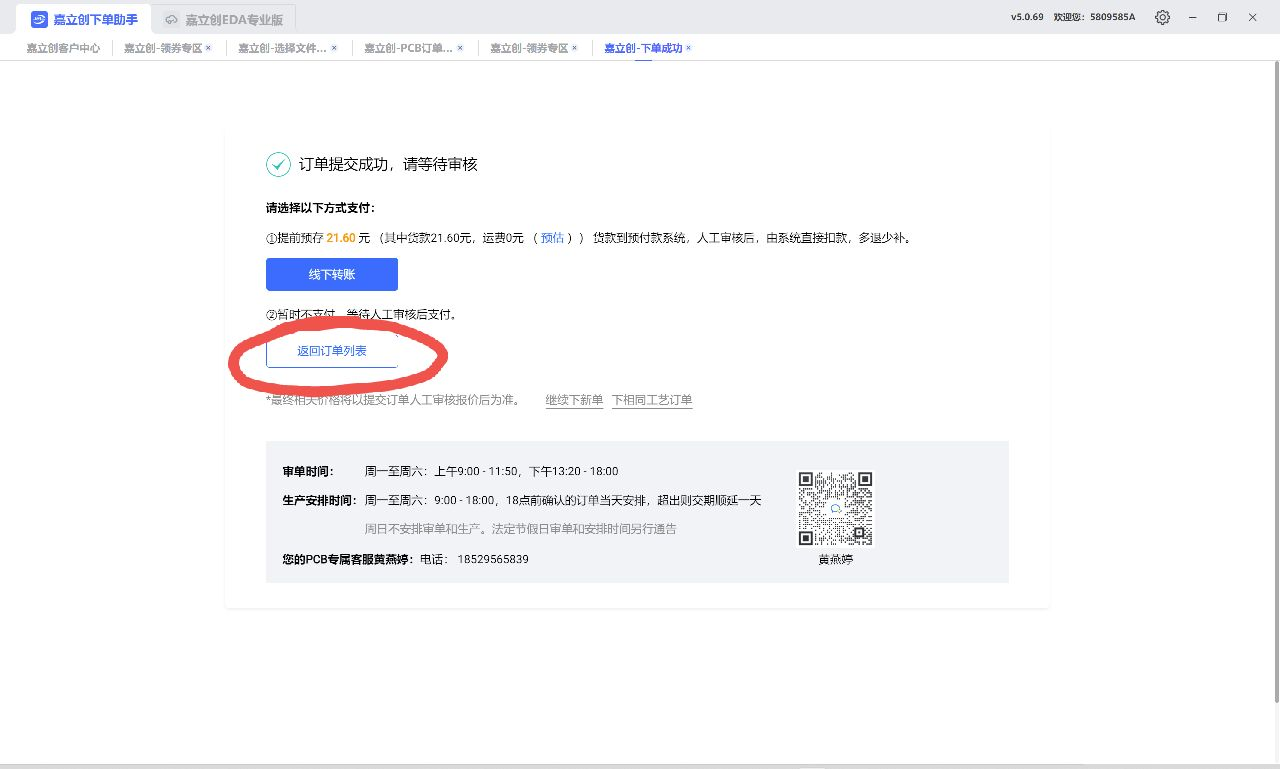 嘉立创下单助手 嘉立创EDA专业版 v5.0.69 欢迎您：5809585A
嘉立创客户中心 嘉立创-领券专区 × 嘉立创-选择文件... × 嘉立创-PCB订单... × 嘉立创-领券专区 × 嘉立创-下单成功 ×
订单提交成功，请等待审核
请选择以下方式支付：
①提前预存 21.60 元 （其中货款21.60元，运费0元 （ 预估 ）） 货款到预付款系统，人工审核后，由系统直接扣款，多退少补。
线下转账
②暂时不支付，等待人工审核后支付。
返回订单列表
*最终相关价格将以提交订单人工审核报价后为准。 继续下新单 下相同工艺订单
审单时间： 周一至周六：上午9:00 - 11:50，下午13:20 - 18:00
生产安排时间：周一至周六：9:00 - 18:00，18点前确认的订单当天安排，超出则交期顺延一天
周日不安排审单和生产。法定节假日审单和安排时间另行通告
您的PCB专属客服黄燕婷：电话： 18529565839
黄燕婷